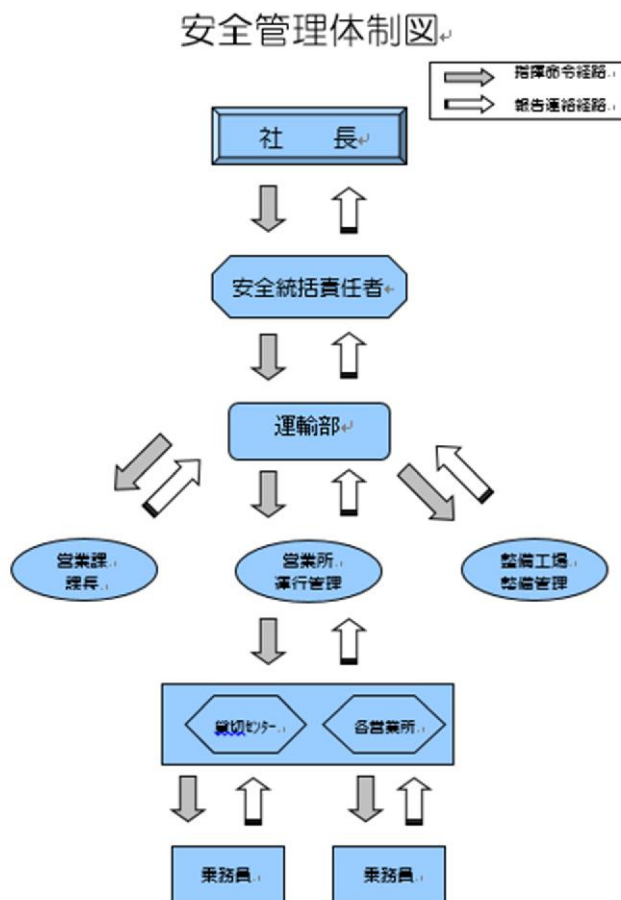 安全管理体制図
指揮命令経路
報告連絡経路
社　長
安全統括責任者
運輸部
営業課
課長
営業所
運行管理
整備工場
整備管理
貸切センター
各営業所
乗務員
乗務員